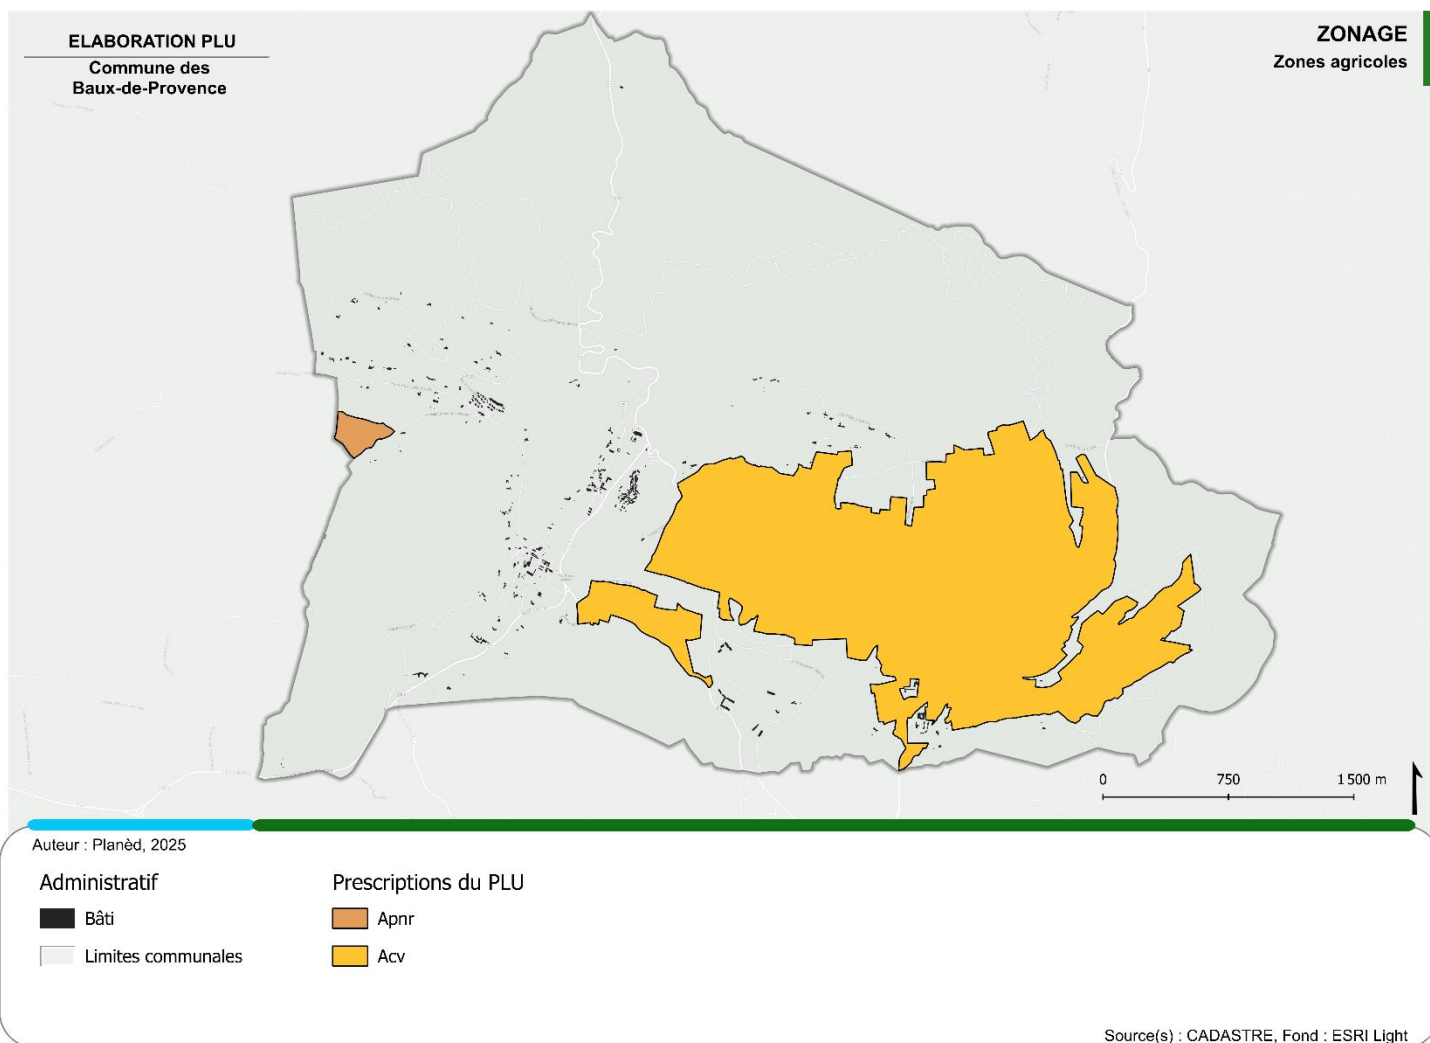 ELABORATION PLU
Commune des
Baux-de-Provence
ZONAGE
Zones agricoles
0 750 1 500 m
Auteur : Planèd, 2025
Administratif
Bâti
Limites communales
Prescriptions du PLU
Apnr
Acv
Source(s) : CADASTRE, Fond : ESRI Light